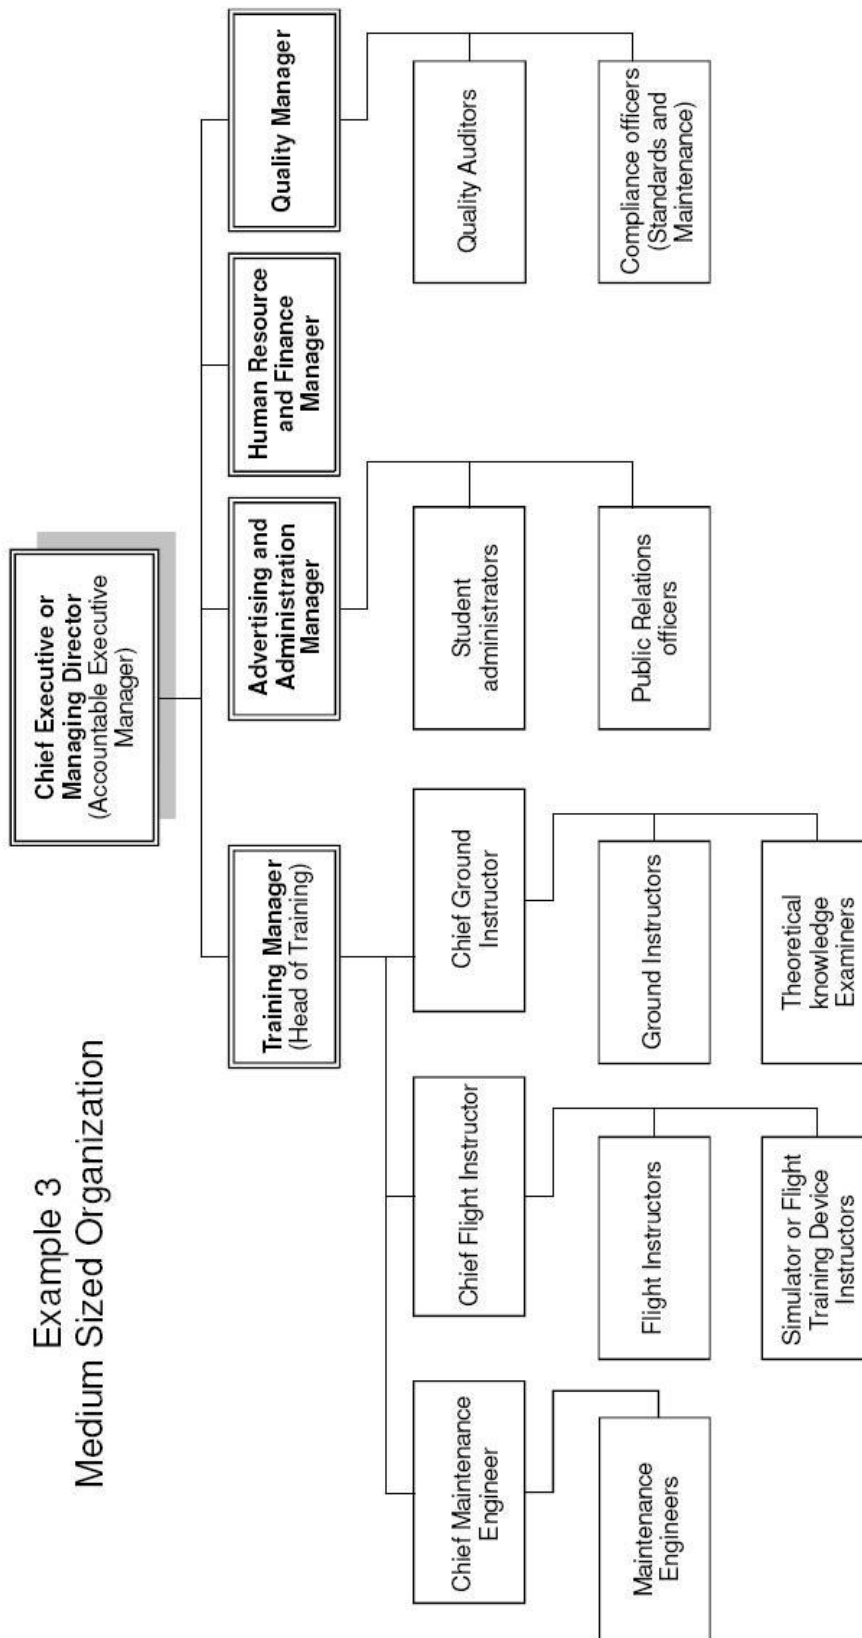 Example 3
Medium Sized Organization
Chief Executive or
Managing Director
(Accountable Executive
Manager)
Training Manager
(Head of Training)
Advertising and
Administration
Manager
Human Resource
and Finance
Manager
Quality Manager
Chief Maintenance
Engineer
Chief Flight Instructor
Chief Ground
Instructor
Student
administrators
Quality Auditors
Maintenance
Engineers
Flight Instructors
Ground Instructors
Public Relations
officers
Compliance officers
(Standards and
Maintenance)
Simulator or Flight
Training Device
Instructors
Theoretical
knowledge
Examiners